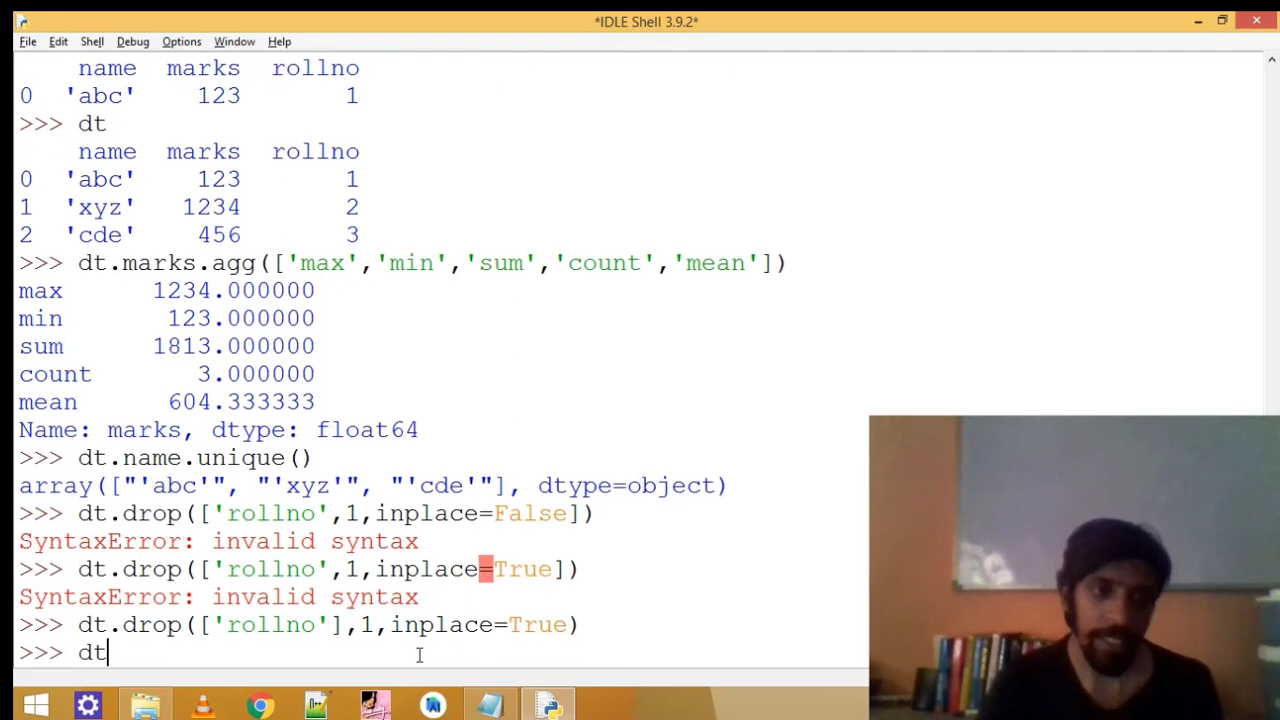 *IDLE Shell 3.9.2*
File Edit Shell Debug Options Window Help
name marks rollno
0 'abc' 123 1
>>> dt
name marks rollno
0 'abc' 123 1
1 'xyz' 1234 2
2 'cde' 456 3
>>> dt.marks.agg(['max','min','sum','count','mean'])
max 1234.000000
min 123.000000
sum 1813.000000
count 3.000000
mean 604.333333
Name: marks, dtype: float64
>>> dt.name.unique()
array(["'abc'", "'xyz'", "'cde'"], dtype=object)
>>> dt.drop(['rollno',1,inplace=False])
SyntaxError: invalid syntax
>>> dt.drop(['rollno',1,inplace=True])
SyntaxError: invalid syntax
>>> dt.drop(['rollno'],1,inplace=True)
>>> dt